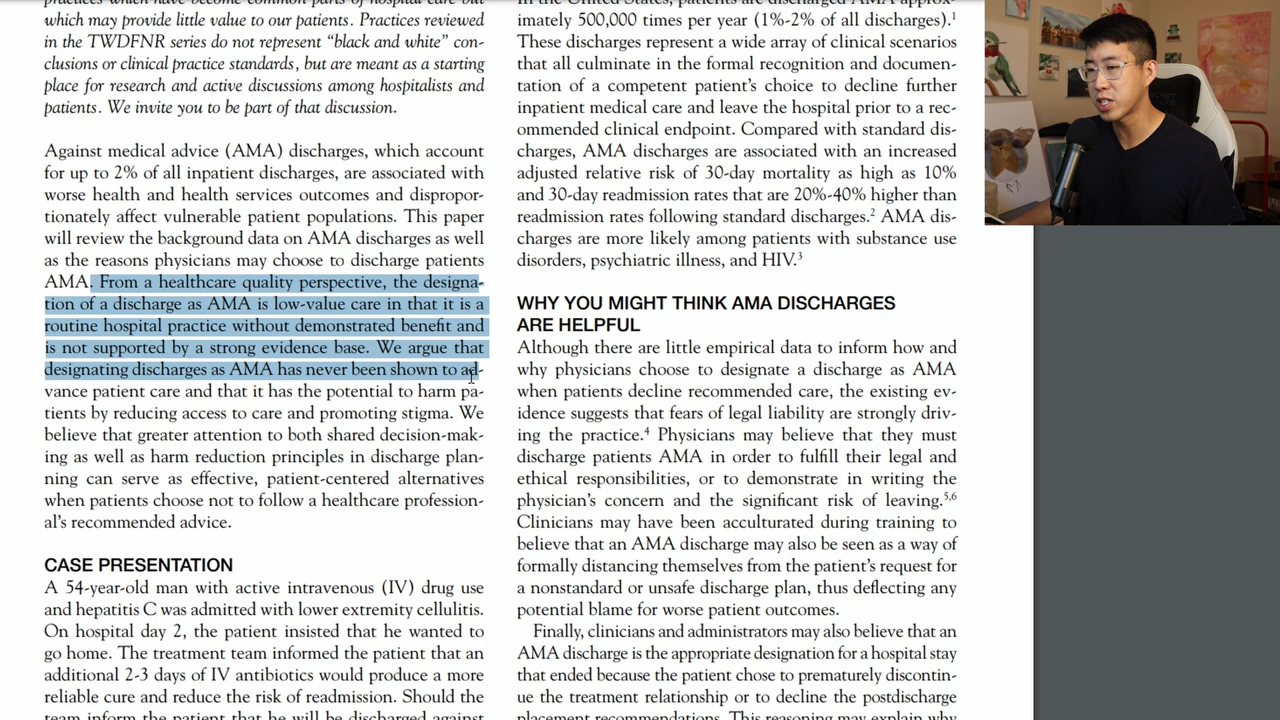 practices which have become common parts of hospital care but
which may provide little value to our patients. Practices reviewed
in the TWDFNR series do not represent “black and white” con-
clusions or clinical practice standards, but are meant as a starting
place for research and active discussions among hospitalists and
patients. We invite you to be part of that discussion.
Against medical advice (AMA) discharges, which account
for up to 2% of all inpatient discharges, are associated with
worse health and health services outcomes and dispropor-
tionately affect vulnerable patient populations. This paper
will review the background data on AMA discharges as well
as the reasons physicians may choose to discharge patients
AMA. From a healthcare quality perspective, the designa-
tion of a discharge as AMA is low-value care in that it is a
routine hospital practice without demonstrated benefit and
is not supported by a strong evidence base. We argue that
designating discharges as AMA has never been shown to ad-
vance patient care and that it has the potential to harm pa-
tients by reducing access to care and promoting stigma. We
believe that greater attention to both shared decision-mak-
ing as well as harm reduction principles in discharge plan-
ning can serve as effective, patient-centered alternatives
when patients choose not to follow a healthcare profession-
al’s recommended advice.
CASE PRESENTATION
A 54-year-old man with active intravenous (IV) drug use
and hepatitis C was admitted with lower extremity cellulitis.
On hospital day 2, the patient insisted that he wanted to
go home. The treatment team informed the patient that an
additional 2-3 days of IV antibiotics would produce a more
reliable cure and reduce the risk of readmission. Should the
team inform the patient that he will be discharged against
In the United States, patients are discharged AMA approx-
imately 500,000 times per year (1%-2% of all discharges).1
These discharges represent a wide array of clinical scenarios
that all culminate in the formal recognition and documen-
tation of a competent patient’s choice to decline further
inpatient medical care and leave the hospital prior to a rec-
ommended clinical endpoint. Compared with standard dis-
charges, AMA discharges are associated with an increased
adjusted relative risk of 30-day mortality as high as 10%
and 30-day readmission rates that are 20%-40% higher than
readmission rates following standard discharges.2 AMA dis-
charges are more likely among patients with substance use
disorders, psychiatric illness, and HIV.3
WHY YOU MIGHT THINK AMA DISCHARGES
ARE HELPFUL
Although there are little empirical data to inform how and
why physicians choose to designate a discharge as AMA
when patients decline recommended care, the existing ev-
idence suggests that fears of legal liability are strongly driv-
ing the practice.4 Physicians may believe that they must
discharge patients AMA in order to fulfill their legal and
ethical responsibilities, or to demonstrate in writing the
physician’s concern and the significant risk of leaving.5,6
Clinicians may have been acculturated during training to
believe that an AMA discharge may also be seen as a way of
formally distancing themselves from the patient’s request for
a nonstandard or unsafe discharge plan, thus deflecting any
potential blame for worse patient outcomes.
Finally, clinicians and administrators may also believe that an
AMA discharge is the appropriate designation for a hospital stay
that ended because the patient chose to prematurely discontin-
ue the treatment relationship or to decline the postdischarge
placement recommendations. This reasoning may explain why